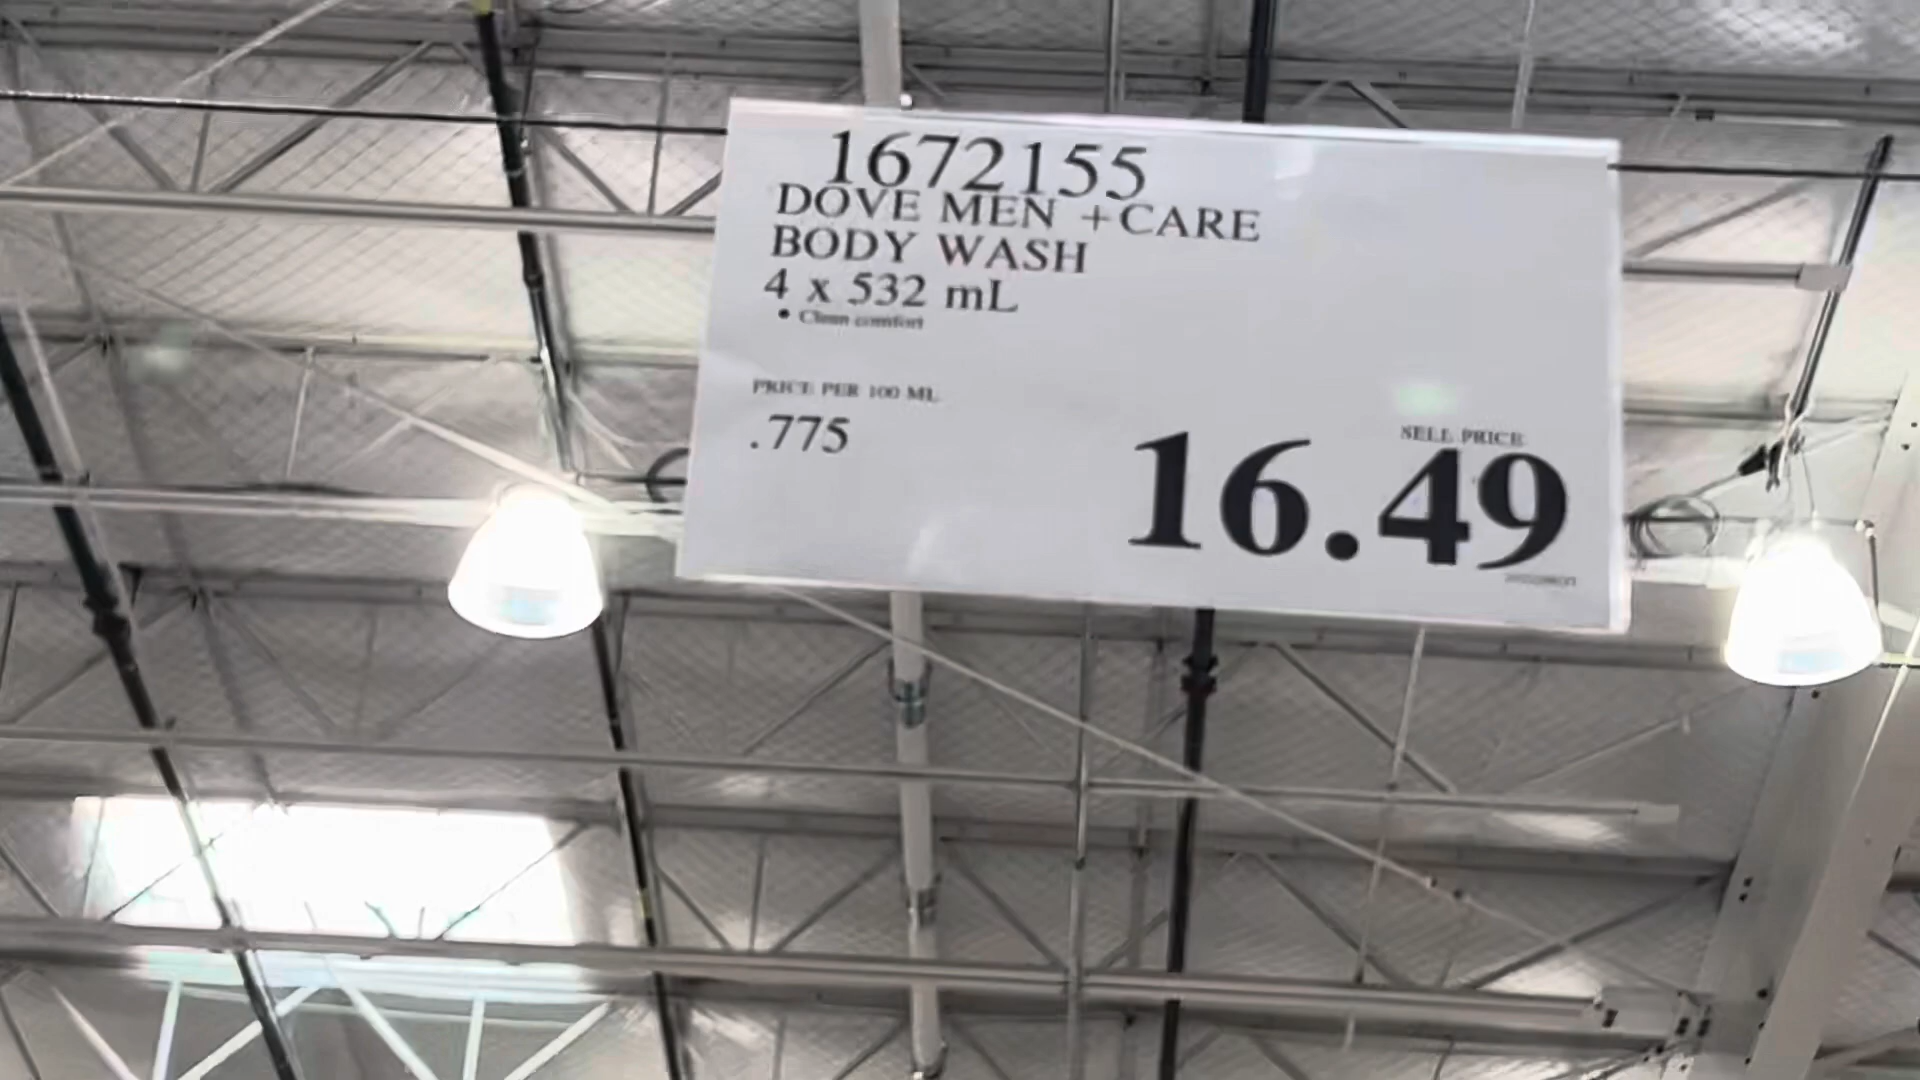 1672155
DOVE MEN +CARE
BODY WASH
4 x 532 mL
• Clean comfort
PRICE PER 100 ML
.775
SELL PRICE
16.49